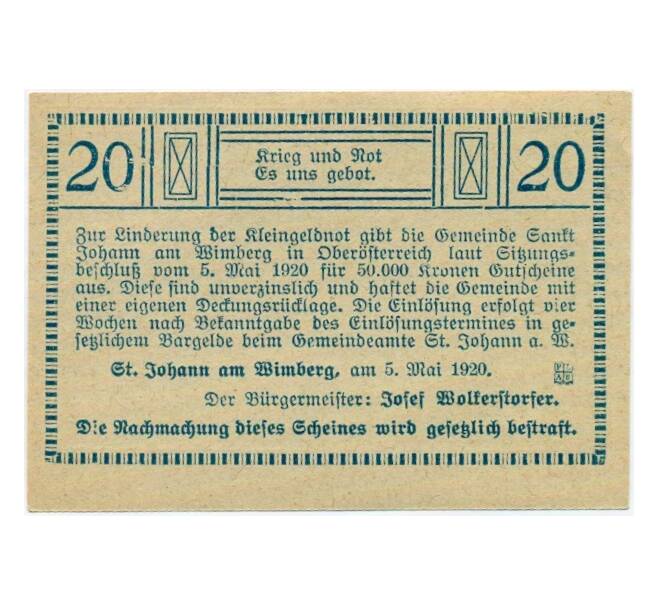 20
Krieg und Not
Es uns gebot.
20
Zur Linderung der Kleingeldnot gibt die Gemeinde Sankt
Johann am Wimberg in Oberösterreich laut Sitzungs-
beschluß vom 5. Mai 1920 für 50.000 Kronen Gutscheine
aus. Diese sind unverzinslich und haftet die Gemeinde mit
einer eigenen Deckungsrücklage. Die Einlösung erfolgt vier
Wochen nach Bekanntgabe des Einlösungstermines in ge-
setzlichem Bargelde beim Gemeindeamte St. Johann a. W.
St. Johann am Wimberg, am 5. Mai 1920.
Der Bürgermeister: Josef Wolkerstorfer.
Die Nachmachung dieses Scheines wird gesetzlich bestraft.